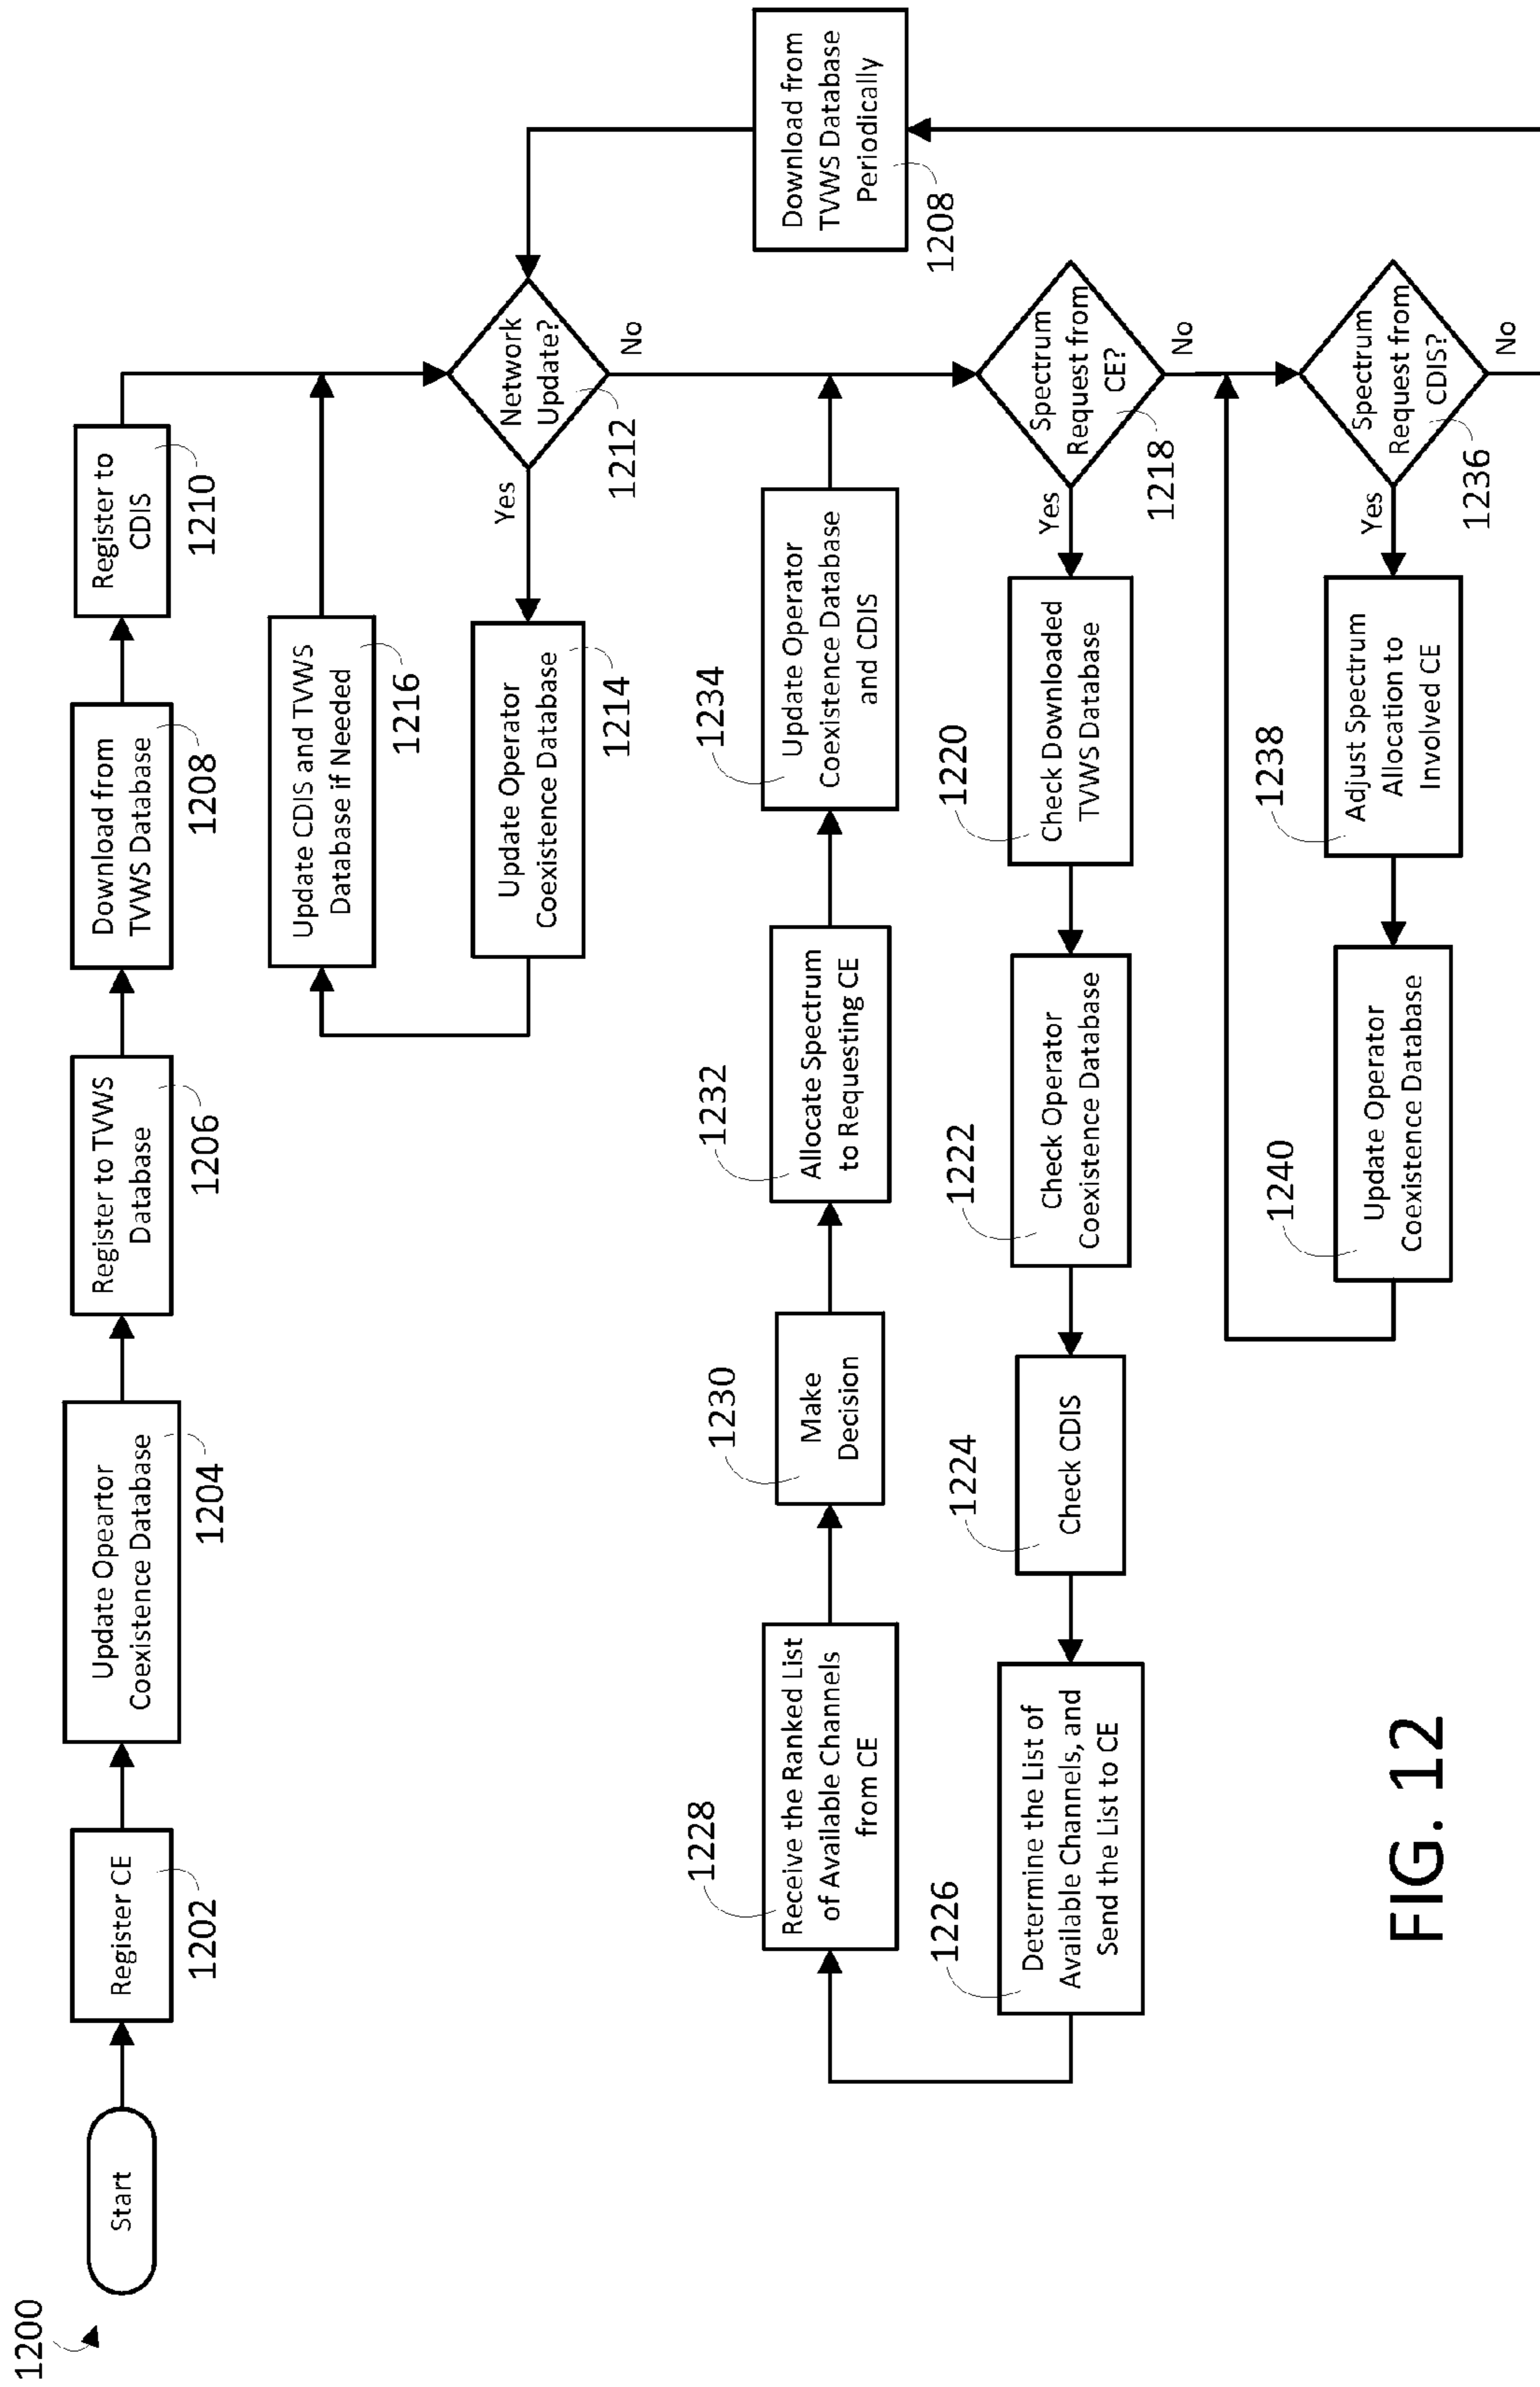 1200
Start
Register CE
1202
Update Opeartor
Coexistence Database
1204
Register to TVWS
Database
1206
Download from
TVWS Database
1208
Register to
CDIS
1210
Update CDIS and TVWS
Database if Needed
1216
Update Operator
Coexistence Database
1214
Network
Update?
1212
Yes
No
Download from
TVWS Database
Periodically
1208
1228
Receive the Ranked List
of Available Channels
from CE
1230
Make
Decision
1232
Allocate Spectrum
to Requesting CE
1234
Update Operator
Coexistence Database
and CDIS
1226
Determine the List of
Available Channels, and
Send the List to CE
1224
Check CDIS
1222
Check Operator
Coexistence Database
1220
Check Downloaded
TVWS Database
Yes
Spectrum
Request from
CE?
1218
No
1240
Update Operator
Coexistence Database
1238
Adjust Spectrum
Allocation to
Involved CE
Yes
Spectrum
Request from
CDIS?
1236
No
FIG. 12